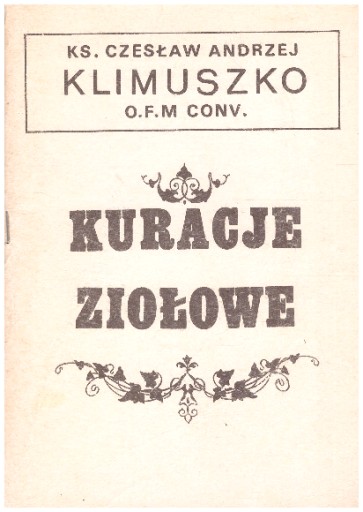 KS. CZESŁAW ANDRZEJ
KLIMUSZKO
O.F.M CONV.
KURACJE
ZIOŁOWE